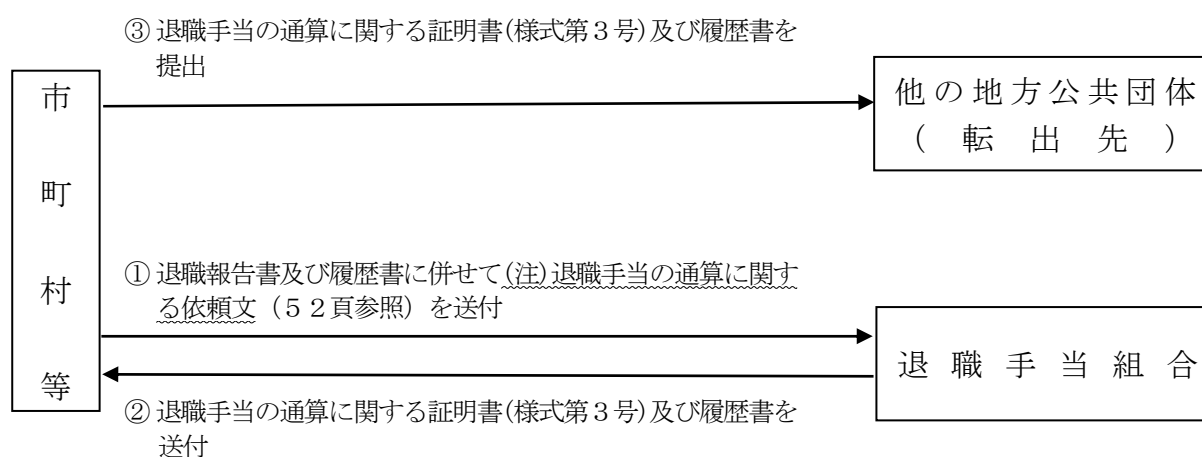 ③ 退職手当の通算に関する証明書(様式第3号)及び履歴書を
提出
市
町
村
等
他の地方公共団体
(転出先)
① 退職報告書及び履歴書に併せて(注)退職手当の通算に関す
る依頼文(52頁参照)を送付
退職手当組合
② 退職手当の通算に関する証明書(様式第3号)及び履歴書を
送付